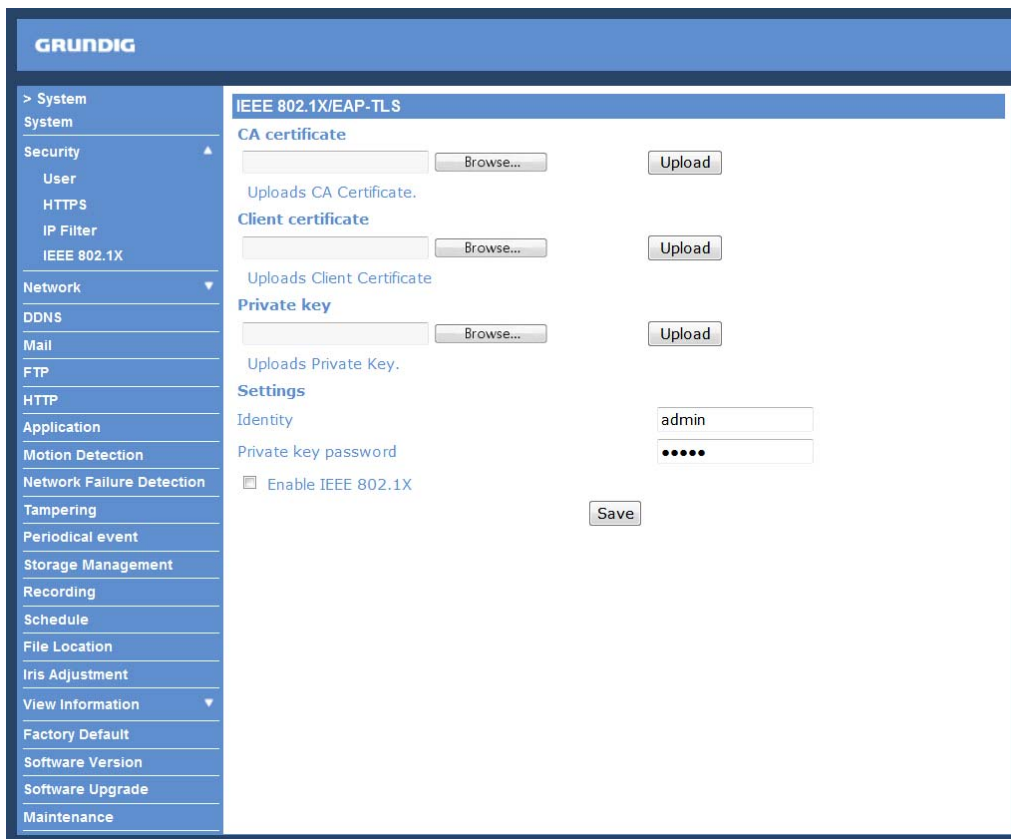 GRUNDIG
> System
System
Security
User
HTTPS
IP Filter
IEEE 802.1X
Network
DDNS
Mail
FTP
HTTP
Application
Motion Detection
Network Failure Detection
Tampering
Periodical event
Storage Management
Recording
Schedule
File Location
Iris Adjustment
View Information
Factory Default
Software Version
Software Upgrade
Maintenance
IEEE 802.1X/EAP-TLS
CA certificate
Browse... Upload
Uploads CA Certificate.
Client certificate
Browse... Upload
Uploads Client Certificate
Private key
Browse... Upload
Uploads Private Key.
Settings
Identity admin
Private key password •••••
Enable IEEE 802.1X
Save